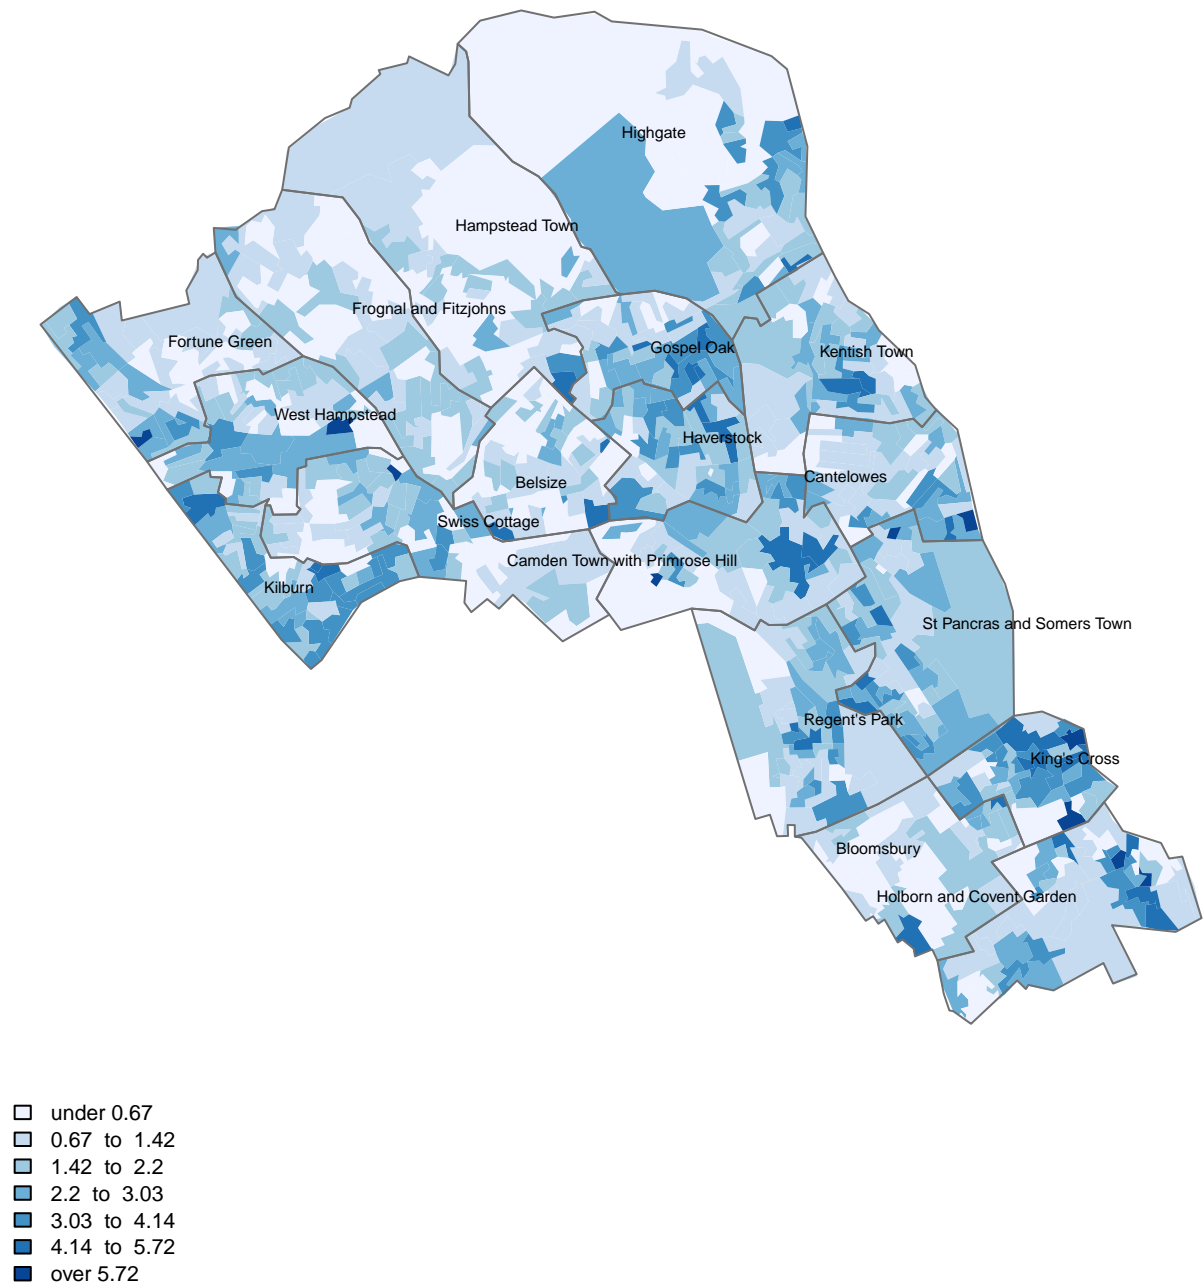 Highgate
Hampstead Town
Frognal and Fitzjohns
Fortune Green
Gospel Oak
Kentish Town
West Hampstead
Haverstock
Belsize
Cantelowes
Swiss Cottage
Camden Town with Primrose Hill
Kilburn
St Pancras and Somers Town
Regent's Park
King's Cross
Bloomsbury
Holborn and Covent Garden
under 0.67
0.67 to 1.42
1.42 to 2.2
2.2 to 3.03
3.03 to 4.14
4.14 to 5.72
over 5.72